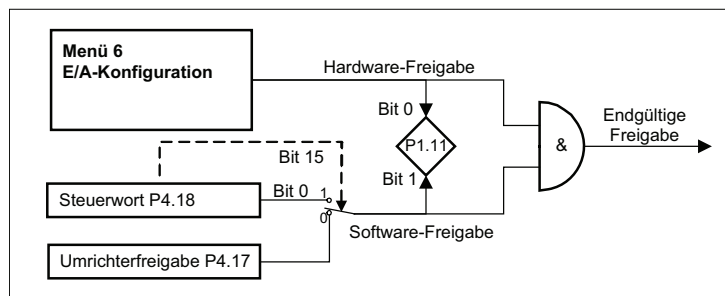 Menü 6
E/A-Konfiguration
Hardware-Freigabe
Bit 0
P1.11
Bit 1
&
Endgültige
Freigabe
Bit 15
Steuerwort P4.18
Bit 0
1
0
Software-Freigabe
Umrichterfreigabe P4.17